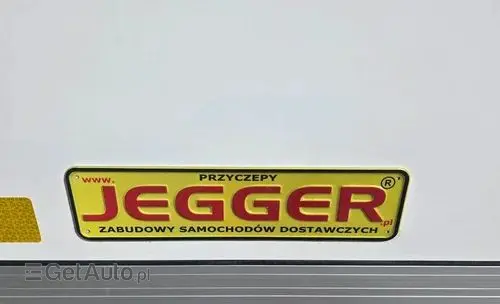 PRZYCZEPY
www.
JEGGER®
.pl
ZABUDOWY SAMOCHODÓW DOSTAWCZYCH
GetAuto.pl